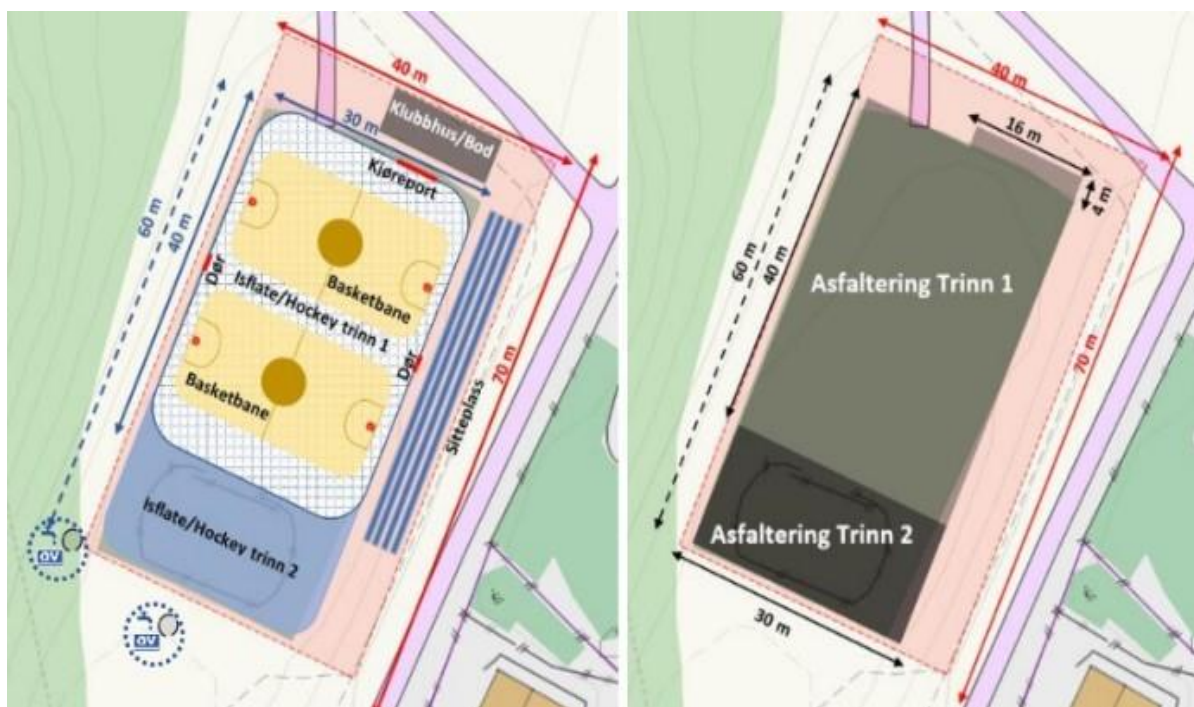 40 m
30 m
Klubbhus/Bod
Kjøreport
60 m
40 m
Basketbane
Dør
Isflate/Hockey trinn 1
Dør
Basketbane
70 m
Sitteplass
Isflate/Hockey trinn 2
40 m
16 m
4 m
60 m
40 m
Asfaltering Trinn 1
70 m
Asfaltering Trinn 2
30 m